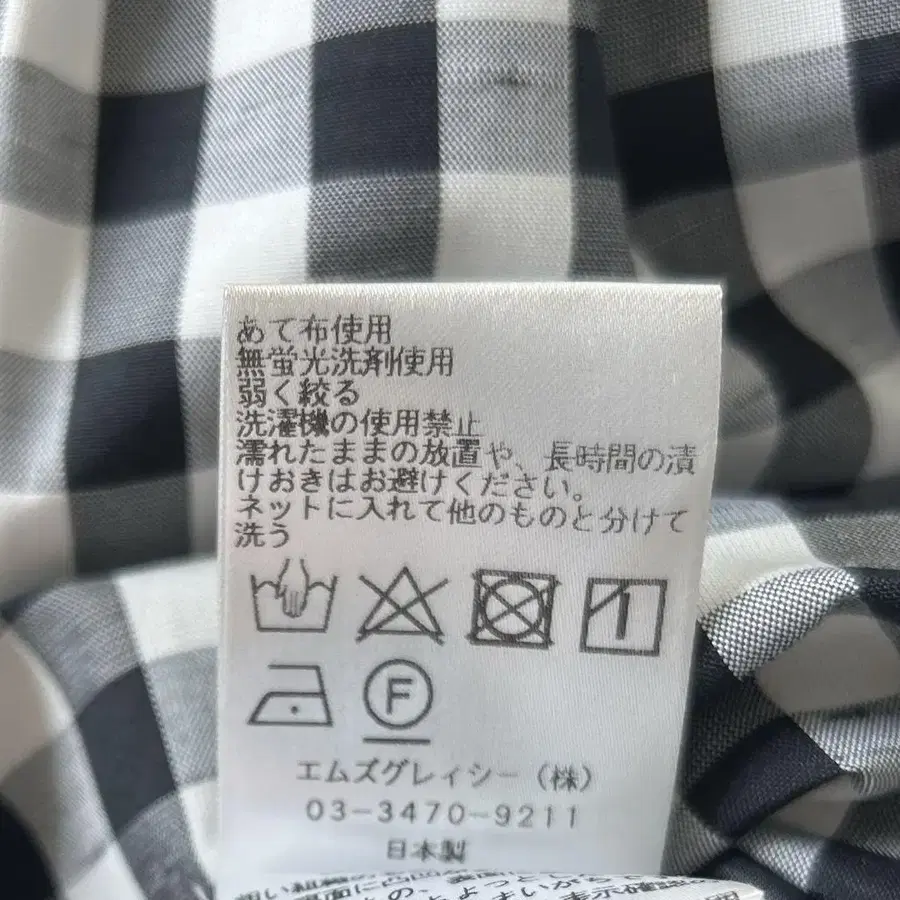 あて布使用
無蛍光洗剤使用
弱く絞る
洗濯機の使用禁止
濡れたままの放置や、長時間の漬
けおきはお避けください。
ネットに入れて他のものと分けて
洗う
F
エムズグレイシー（株）
03-3470-9211
日本製